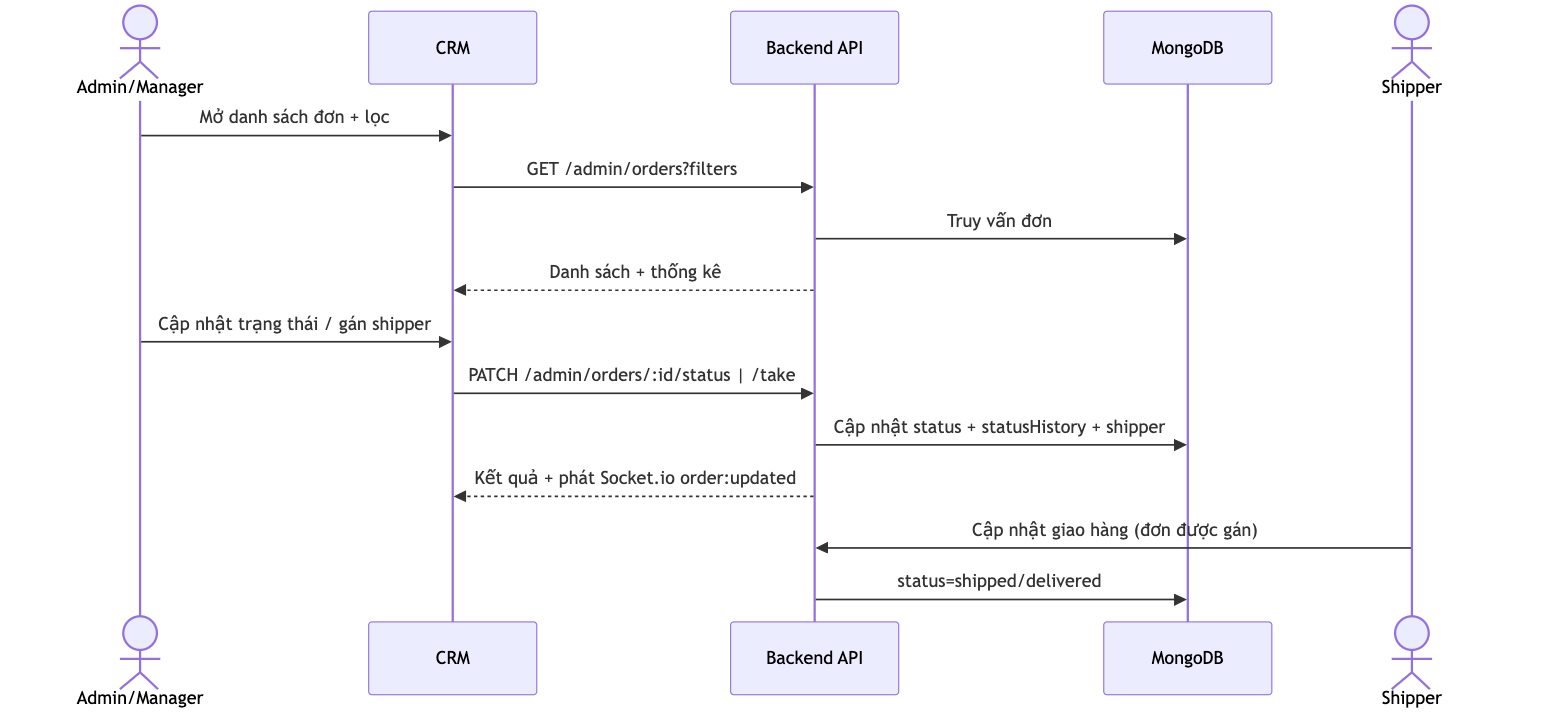 Admin/Manager
CRM
Backend API
MongoDB
Shipper
Mở danh sách đơn + lọc
GET /admin/orders?filters
Truy vấn đơn
Danh sách + thống kê
Cập nhật trạng thái / gán shipper
PATCH /admin/orders/:id/status | /take
Cập nhật status + statusHistory + shipper
Kết quả + phát Socket.io order:updated
Cập nhật giao hàng (đơn được gán)
status=shipped/delivered
Admin/Manager
CRM
Backend API
MongoDB
Shipper